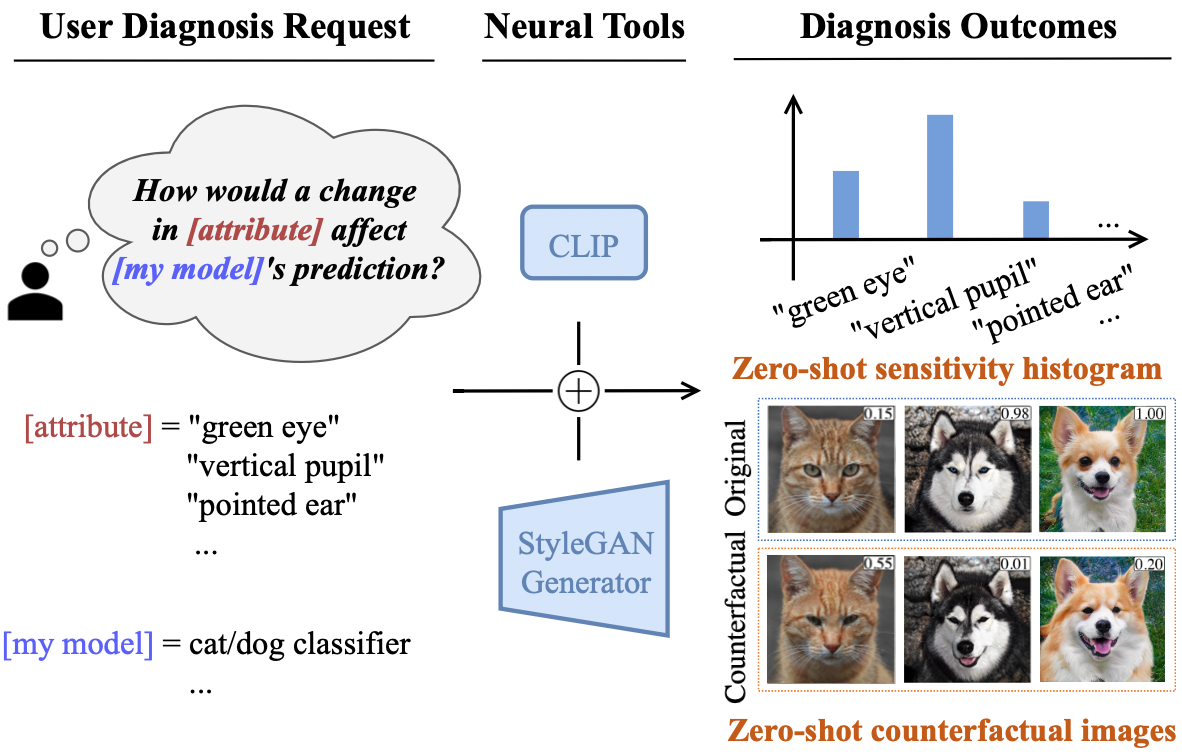 User Diagnosis Request
Neural Tools
Diagnosis Outcomes
How would a change
in [attribute] affect
[my model]'s prediction?
[attribute] = "green eye"
"vertical pupil"
"pointed ear"
...
[my model] = cat/dog classifier
...
CLIP
StyleGAN
Generator
...
"green eye"
"vertical pupil"
"pointed ear"
...
Zero-shot sensitivity histogram
Original
0.15
0.98
1.00
Counterfactual
0.55
0.01
0.20
Zero-shot counterfactual images